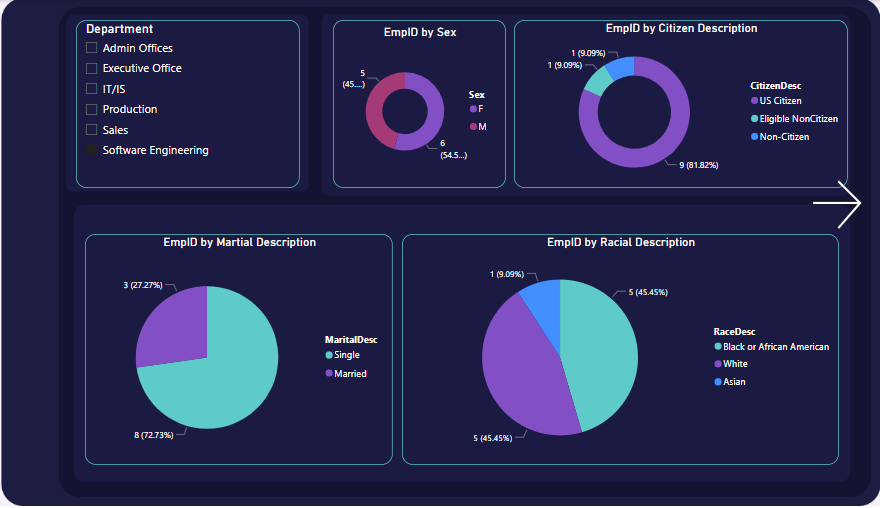 Department
Admin Offices
Executive Office
IT/IS
Production
Sales
Software Engineering
EmpID by Sex
5
(45....)
6
(54.5...)
Sex
F
M
EmpID by Citizen Description
1 (9.09%)
1 (9.09%)
9 (81.82%)
CitizenDesc
US Citizen
Eligible NonCitizen
Non-Citizen
EmpID by Martial Description
3 (27.27%)
8 (72.73%)
MaritalDesc
Single
Married
EmpID by Racial Description
1 (9.09%)
5 (45.45%)
5 (45.45%)
RaceDesc
Black or African American
White
Asian